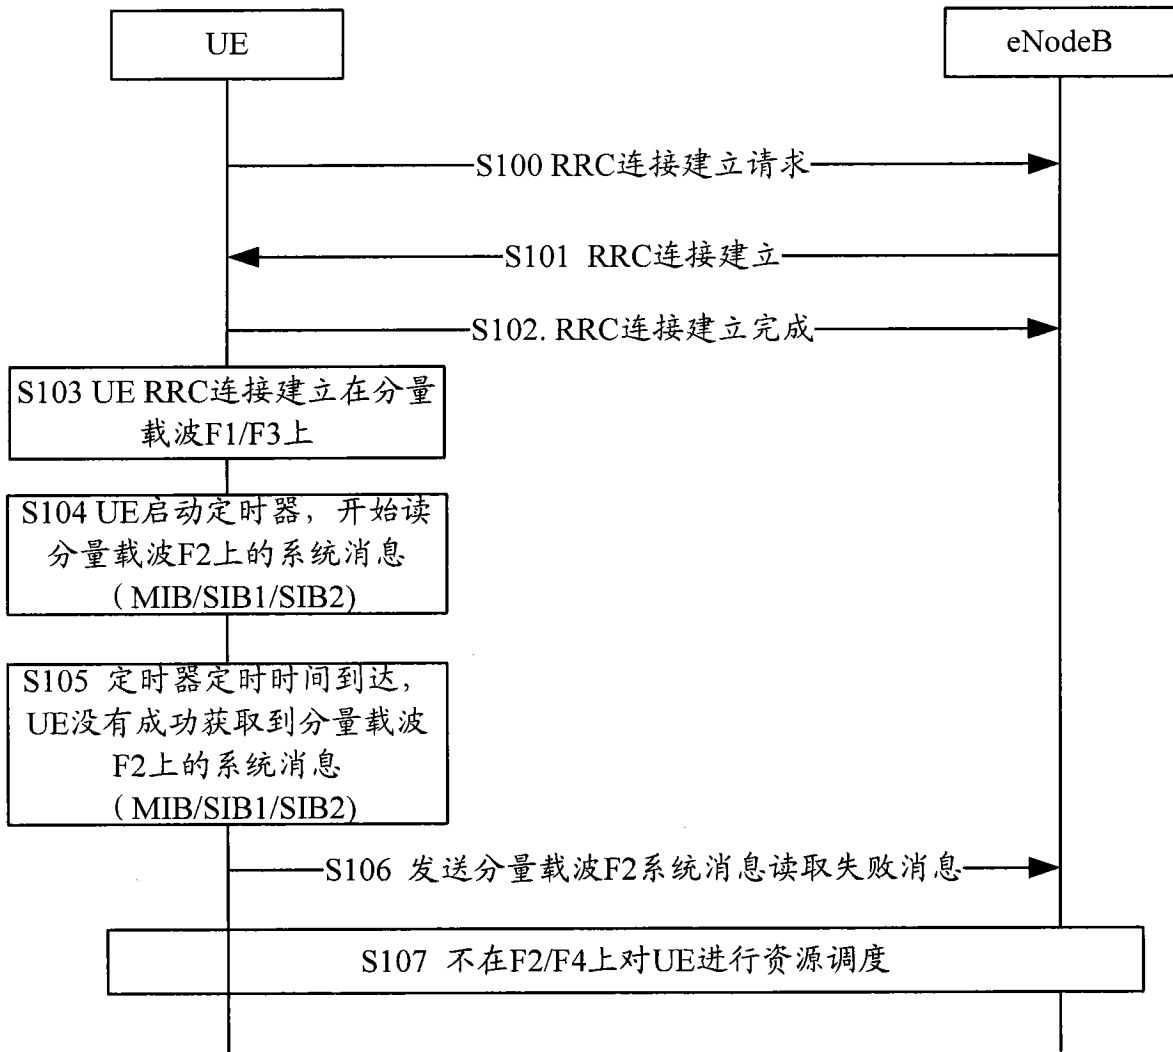 UE
eNodeB
S100 RRC连接建立请求
S101 RRC连接建立
S102. RRC连接建立完成
S103 UE RRC连接建立在分量
载波F1/F3上
S104 UE启动定时器，开始读
分量载波F2上的系统消息
（MIB/SIB1/SIB2)
S105 定时器定时时间到达，
UE没有成功获取到分量载波
F2上的系统消息
（MIB/SIB1/SIB2)
S106 发送分量载波F2系统消息读取失败消息
S107 不在F2/F4上对UE进行资源调度